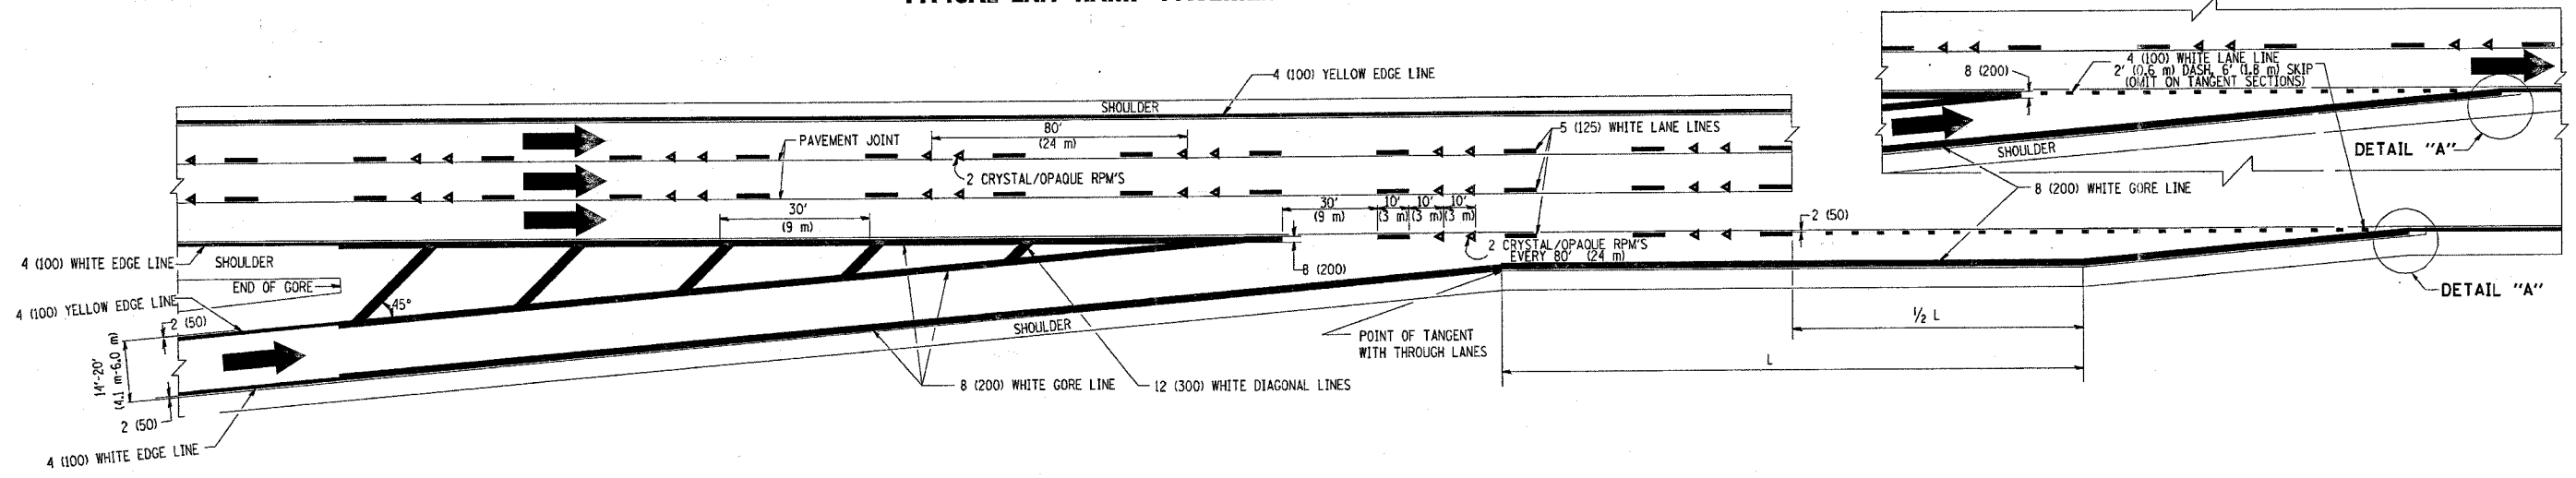 4 (100) YELLOW EDGE LINE
SHOULDER
80'
(24 m)
PAVEMENT JOINT
5 (125) WHITE LANE LINES
2 CRYSTAL/OPAQUE RPM'S
30'
(9 m)
30'
(9 m)
10'
(3 m)
10'
(3 m)
10'
(3 m)
2 (50)
4 (100) WHITE EDGE LINE
SHOULDER
END OF GORE
4 (100) YELLOW EDGE LINE
45°
2 (50)
14'-20'
(4.1 m-6.0 m)
2 (50)
4 (100) WHITE EDGE LINE
8 (200)
2 CRYSTAL/OPAQUE RPM'S
EVERY 80' (24 m)
SHOULDER
8 (200) WHITE GORE LINE
12 (300) WHITE DIAGONAL LINES
POINT OF TANGENT
WITH THROUGH LANES
1/2 L
L
DETAIL "A"
8 (200)
4 (100) WHITE LANE LINE
2' (0.6 m) DASH, 6' (1.8 m) SKIP
(OMIT ON TANGENT SECTIONS)
SHOULDER
DETAIL "A"
8 (200) WHITE GORE LINE